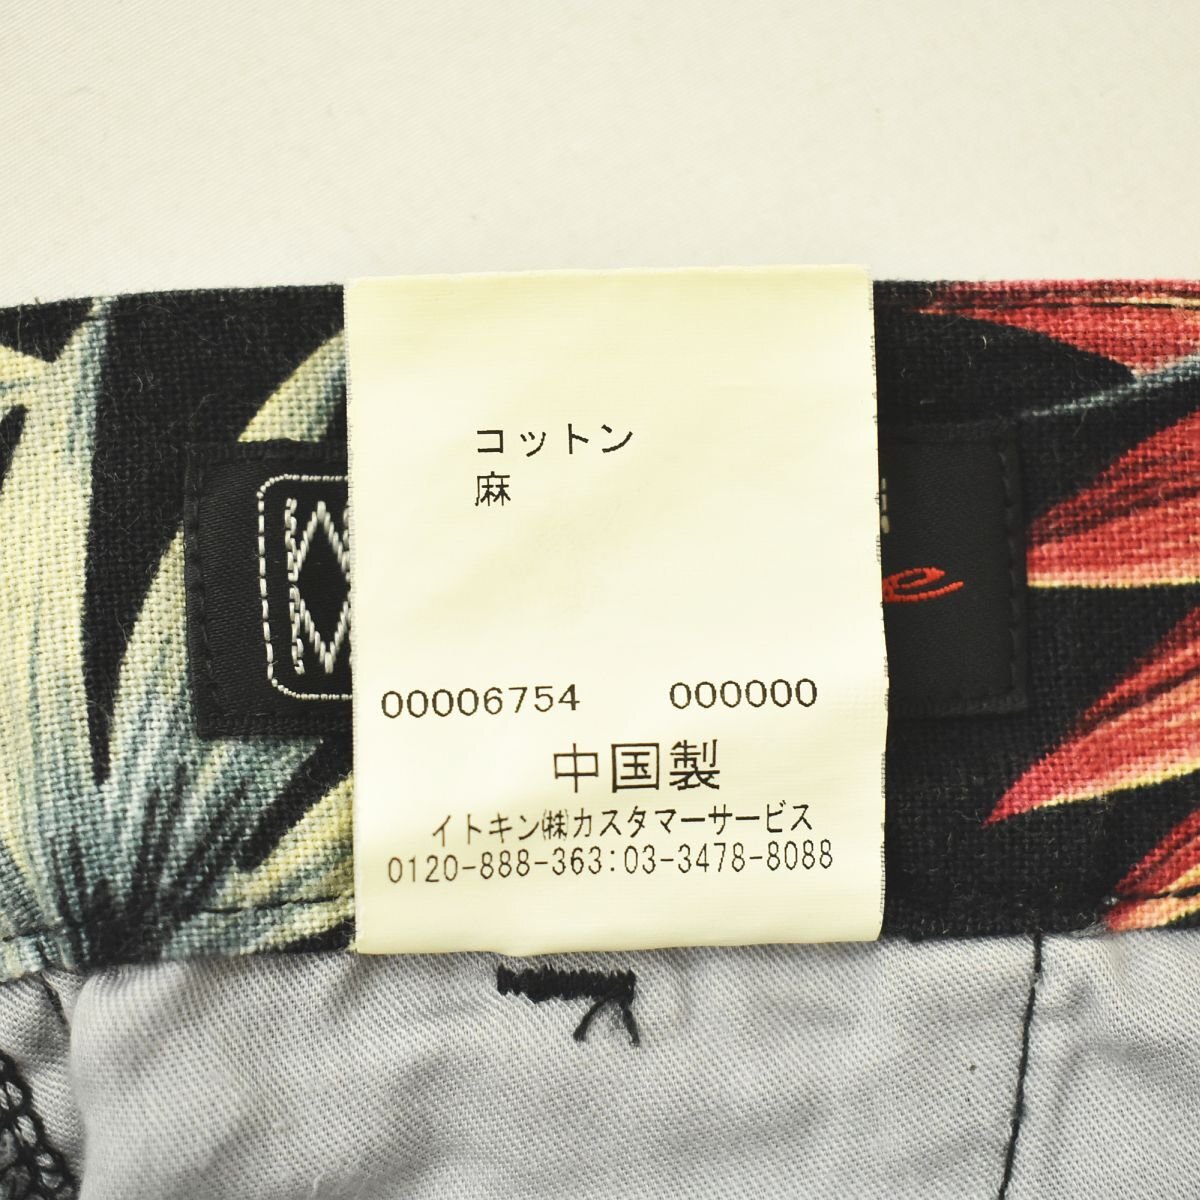 コットン
麻
00006754 000000
中国製
イトキン㈱カスタマーサービス
0120-888-363:03-3478-8088